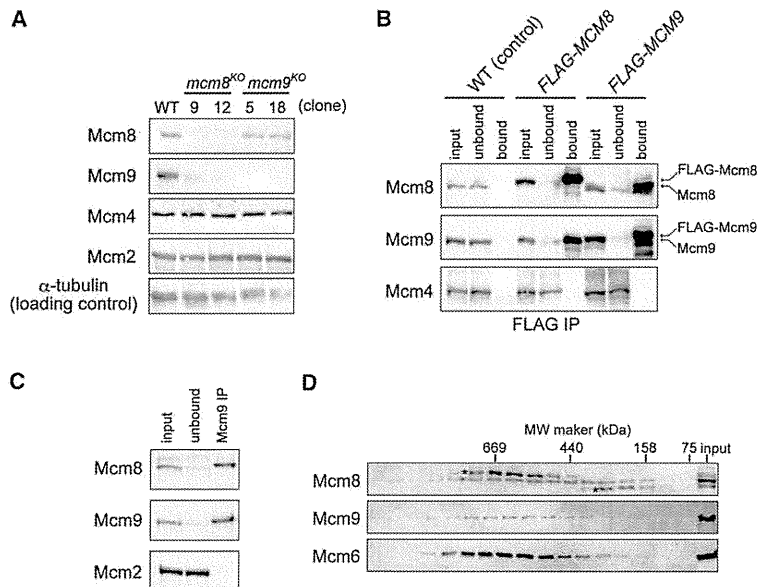 A
mcm8KO mcm9KO
WT 9 12 5 18 (clone)
Mcm8
Mcm9
Mcm4
Mcm2
α-tubulin
(loading control)
B
WT (control) FLAG-MCM8 FLAG-MCM9
input unbound bound input unbound bound input unbound bound
Mcm8 FLAG-Mcm8
Mcm8
Mcm9 FLAG-Mcm9
Mcm9
Mcm4
FLAG IP
C
input unbound Mcm9 IP
Mcm8
Mcm9
Mcm2
D
MW maker (kDa)
669 440 158 75 input
Mcm8
Mcm9
Mcm6